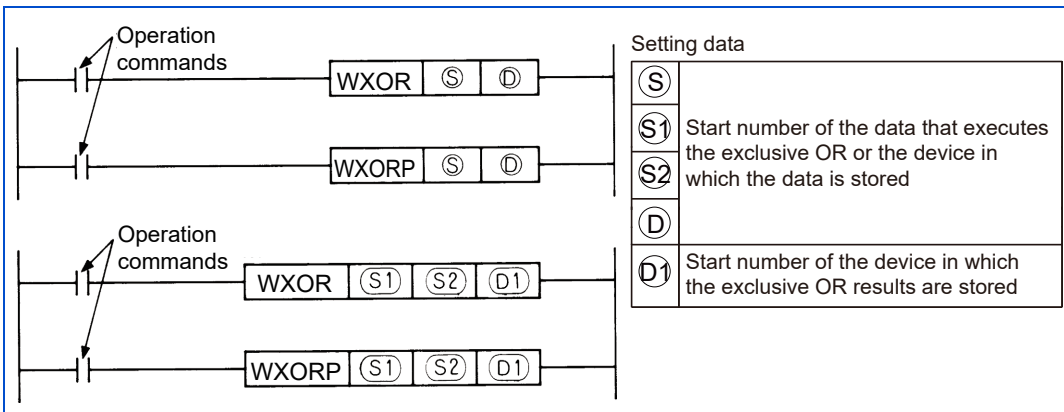 Operation
commands
WXOR Ⓢ Ⓓ
WXORP Ⓢ Ⓓ
Operation
commands
WXOR S1 S2 D1
WXORP S1 S2 D1
Setting data
Ⓢ
S1
S2
Ⓓ
Start number of the data that executes
the exclusive OR or the device in
which the data is stored
D1
Start number of the device in which
the exclusive OR results are stored